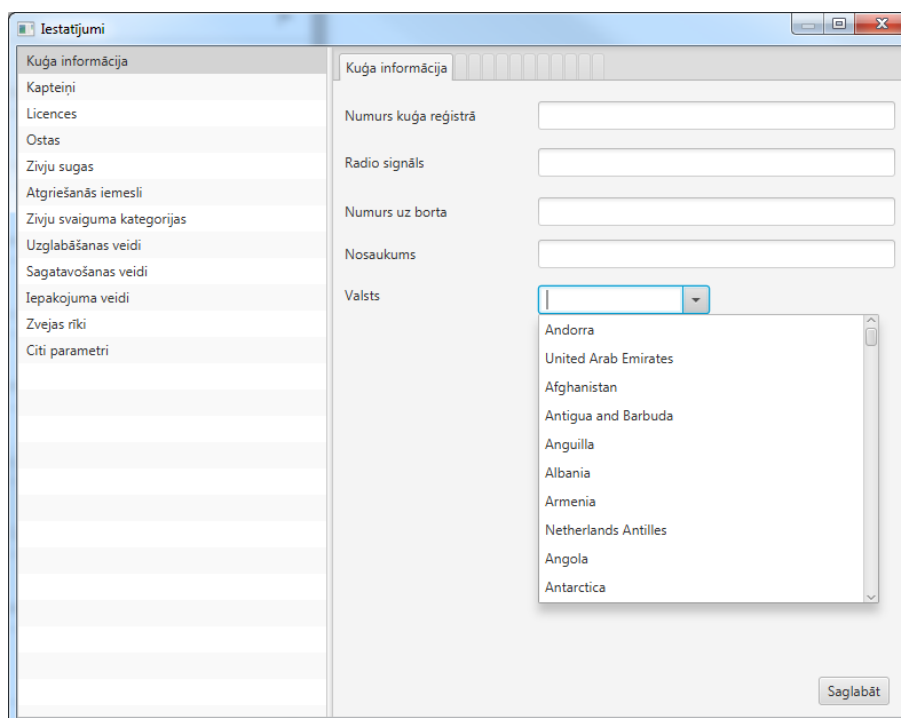 Iestatījumi
Kuģa informācija
Kapteiņi
Licences
Ostas
Zivju sugas
Atgriešanās iemesli
Zivju svaiguma kategorijas
Uzglabāšanas veidi
Sagatavošanas veidi
Iepakojuma veidi
Zvejas rīki
Citi parametri
Kuģa informācija
Numurs kuģa reģistrā
Radio signāls
Numurs uz borta
Nosaukums
Valsts
Andorra
United Arab Emirates
Afghanistan
Antigua and Barbuda
Anguilla
Albania
Armenia
Netherlands Antilles
Angola
Antarctica
Saglabāt